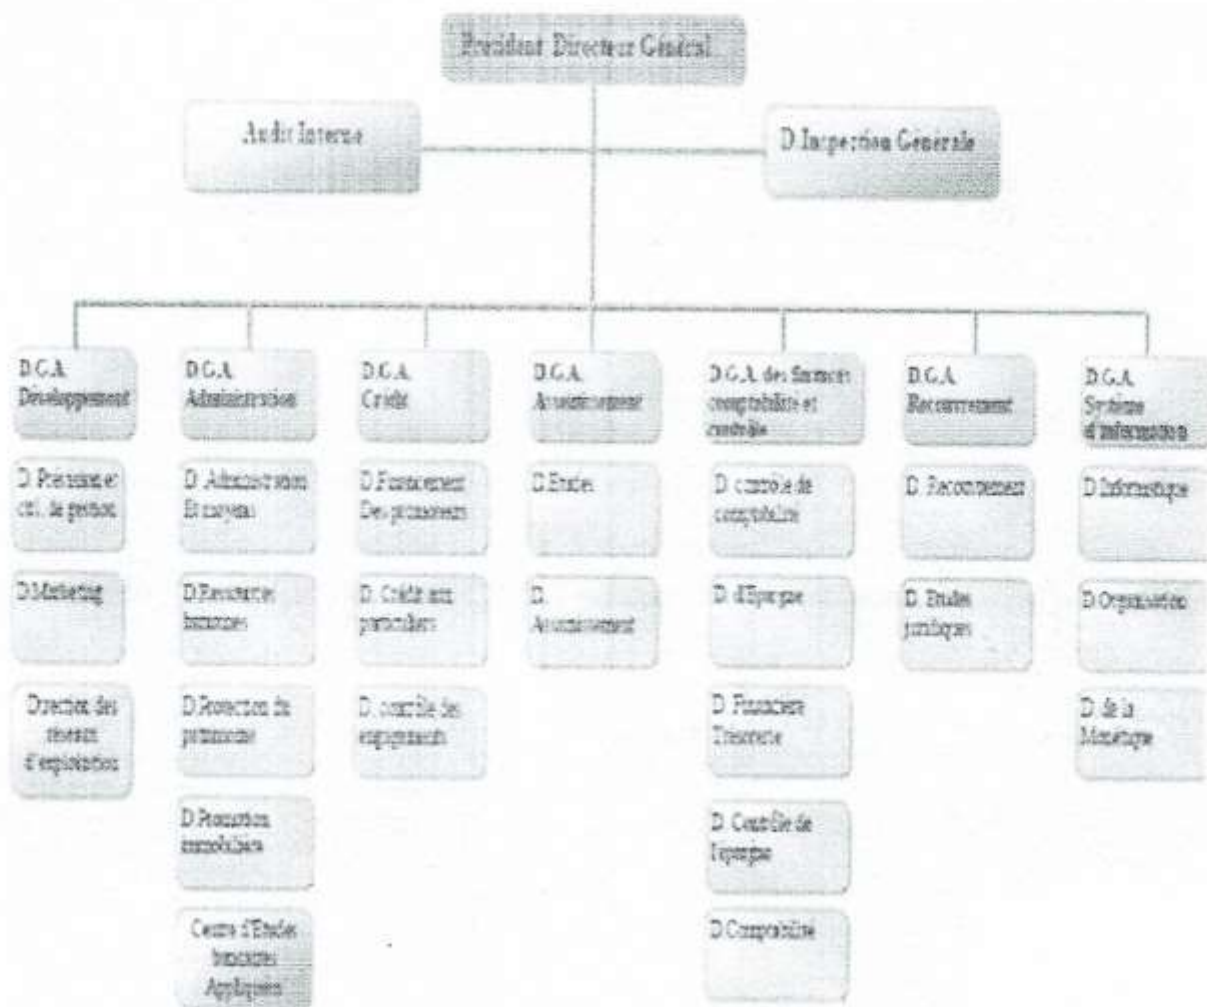 Président Directeur Général
Audit Interne
D Inspection Générale
D.G.A.
Développement
D.G.A.
Administration
D.G.A.
Crédit
D.G.A.
Assainissement
D.G.A. des finances
comptabilité et
contrôle
D.G.A.
Recouvrement
D.G.A.
Système
d'information
D. Prévision et
ctrl. de gestion
D. Administration
Et moyens
D Financement
Des promoteurs
D.Etudes
D. contrôle de
comptabilité
D. Recouvrement
D Informatique
D.Marketing
D.Ressources
humaines
D. Crédit aux
particuliers
D.
Assainissement
D. d'Epargne
D. Etudes
juridiques
D.Organisation
Direction des
réseaux
d'exploitation
D.Protection du
patrimoine
D. contrôle des
engagements
D. Financière
Trésorerie
D. de la
Monétique
D.Promotion
immobilière
D. Contrôle de
l'epargne
Centre d'Etudes
bancaires
Appliquées
D.Comptabilité